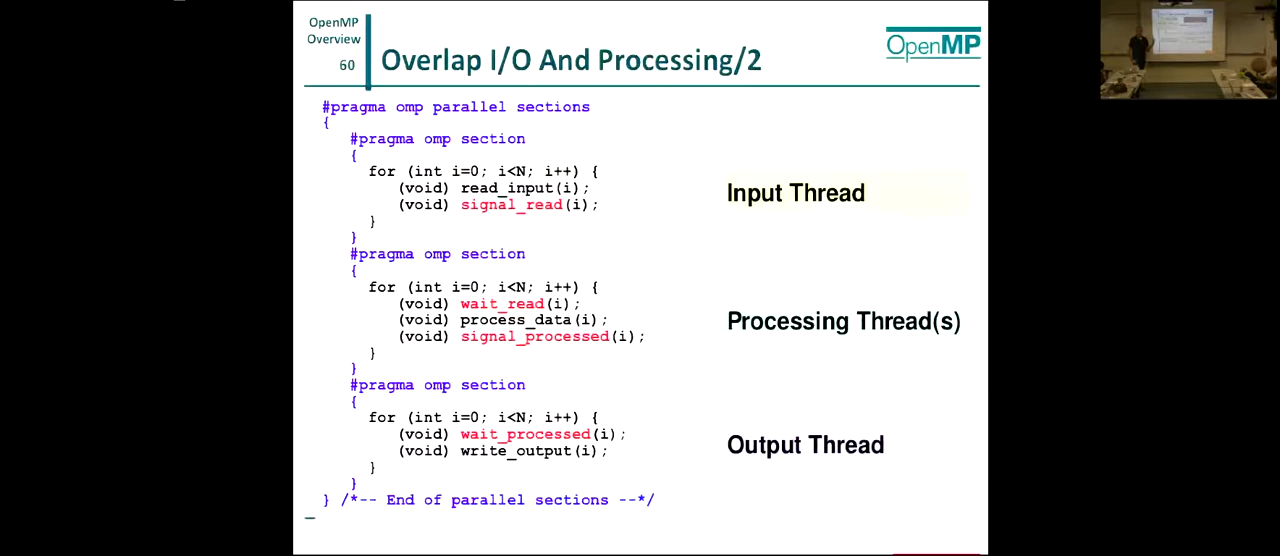 OpenMP
Overview
60
Overlap I/O And Processing/2
OpenMP
#pragma omp parallel sections
{
#pragma omp section
{
for (int i=0; i<N; i++) {
(void) read_input(i);
(void) signal_read(i);
}
}
Input Thread
#pragma omp section
{
for (int i=0; i<N; i++) {
(void) wait_read(i);
(void) process_data(i);
(void) signal_processed(i);
}
}
Processing Thread(s)
#pragma omp section
{
for (int i=0; i<N; i++) {
(void) wait_processed(i);
(void) write_output(i);
}
}
Output Thread
} /*-- End of parallel sections --*/